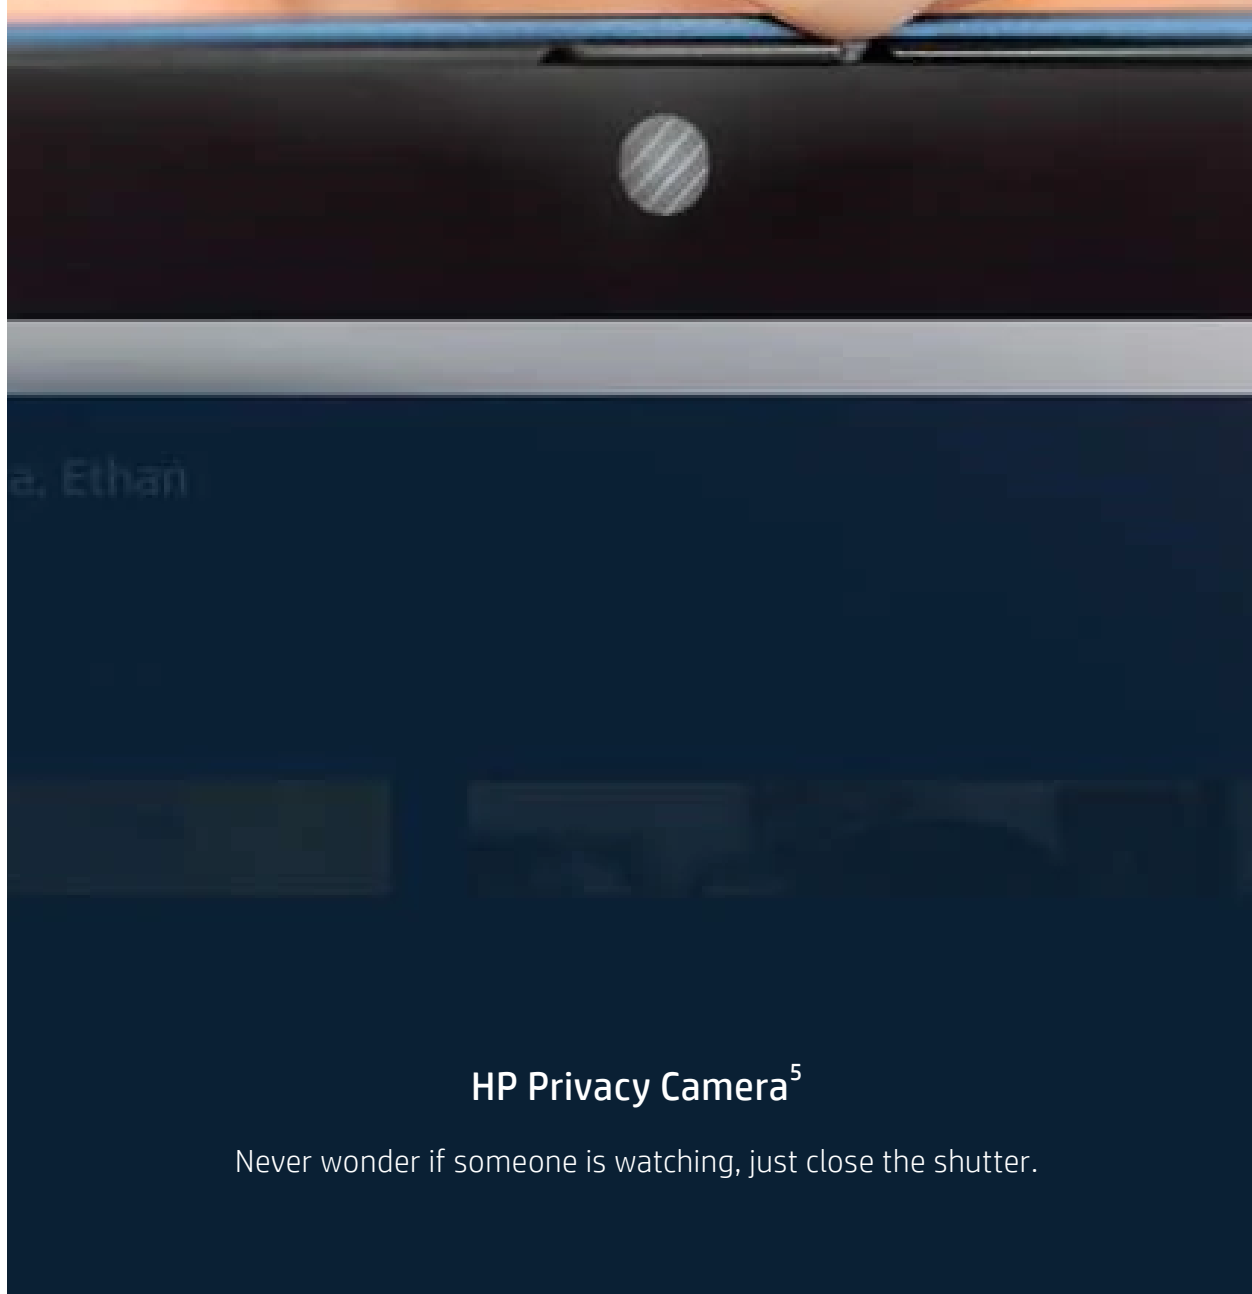 a, Ethan
HP Privacy Camera⁵
Never wonder if someone is watching, just close the shutter.